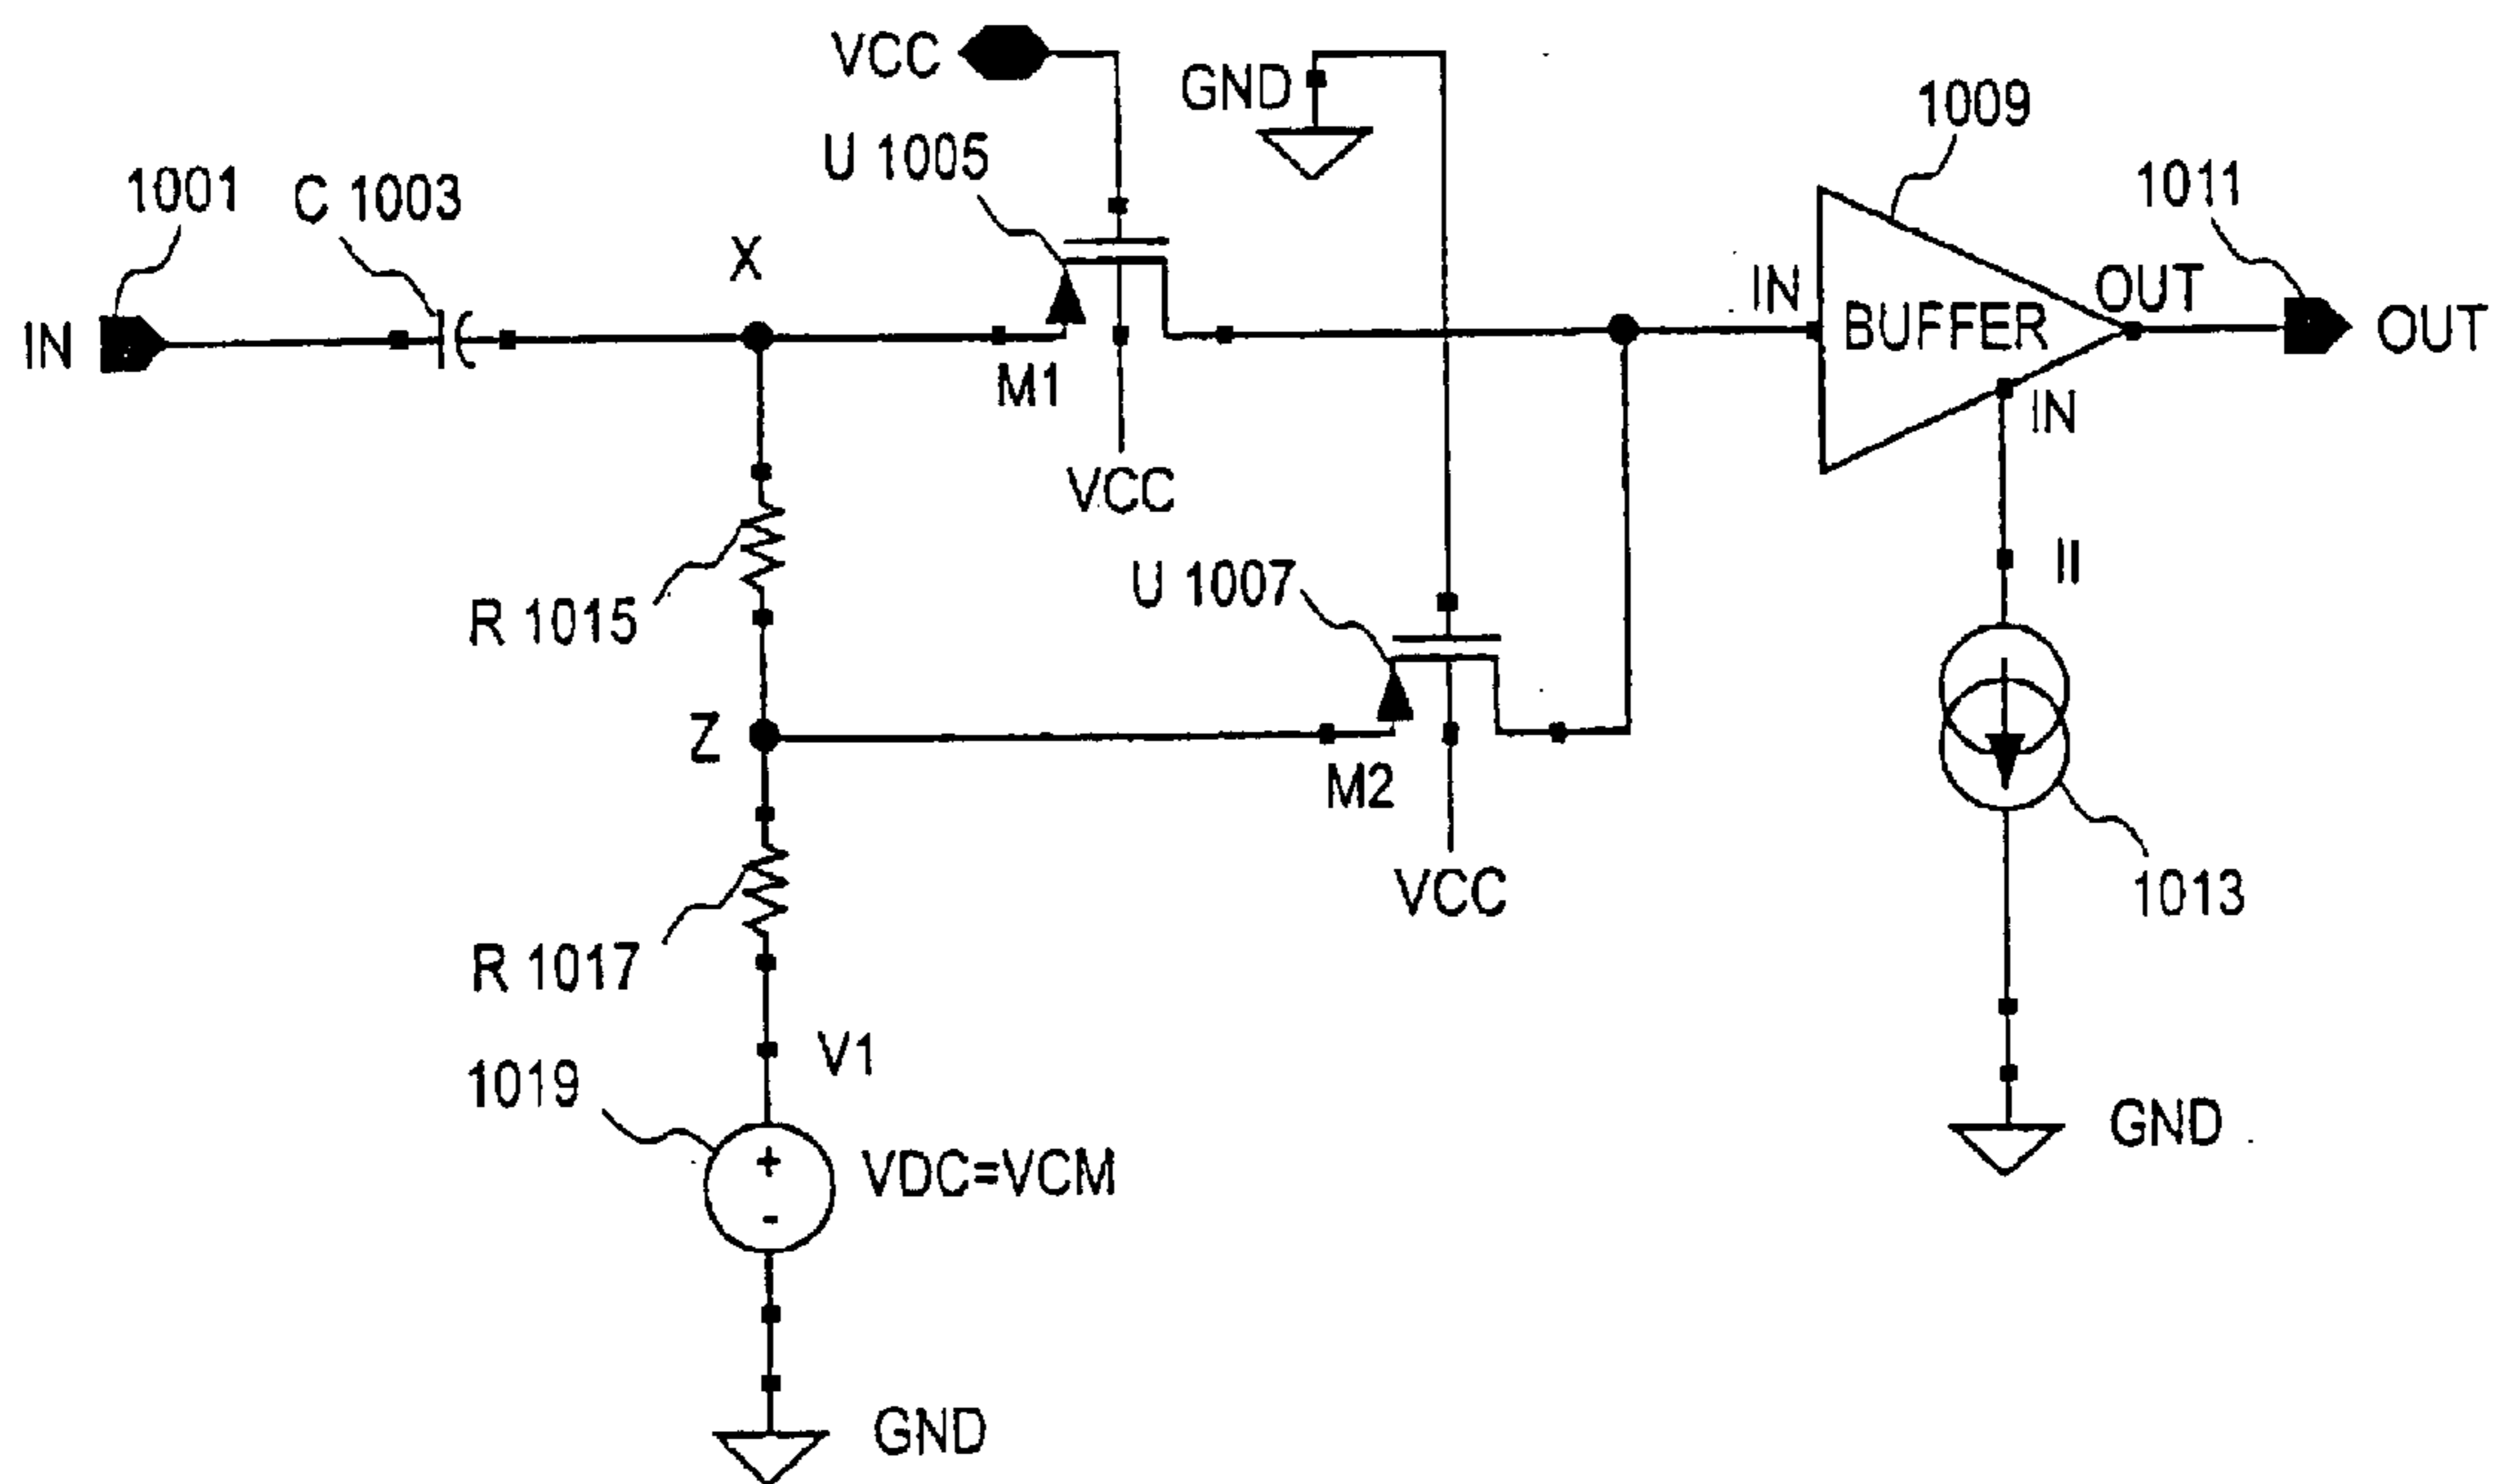 VCC
GND
1009
U 1005
1001
C 1003
1011
X
IN
OUT
IN
BUFFER
OUT
M1
IN
VCC
II
U 1007
R 1015
Z
M2
VCC
1013
R 1017
V1
1019
GND
VDC=VCM
+
-
GND